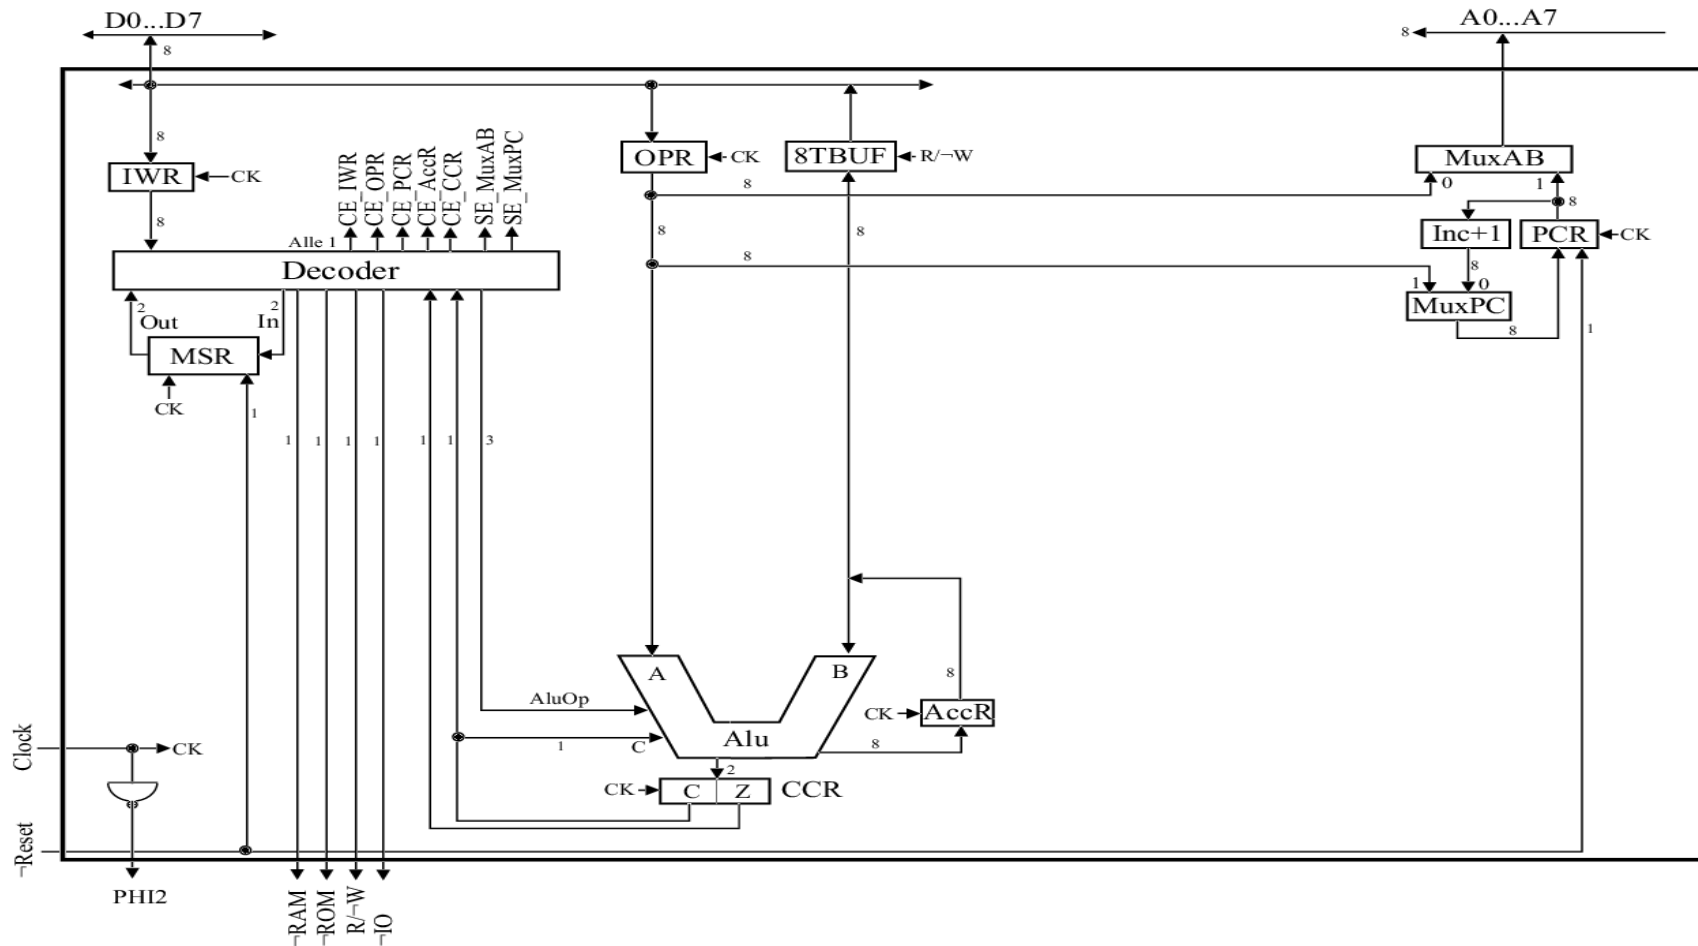 D0...D7
A0...A7
8
8
CE_IWR
CE_OPR
CE_PCR
CE_AccR
CE_CCR
SE_MuxAB
SE_MuxPC
8
IWR
CK
OPR
CK
8TBUF
R/¬W
MuxAB
8
0
1
8
8
Alle 1
8
8
Inc+1
PCR
CK
Decoder
8
8
1
0
2
Out
2
In
MuxPC
8
1
MSR
CK
1
1
1
1
1
1
1
3
8
A
B
AluOp
CK
AccR
Clock
CK
1
C
Alu
8
2
CK
C
Z
CCR
¬Reset
PHI2
¬RAM
¬ROM
R/¬W
¬IO